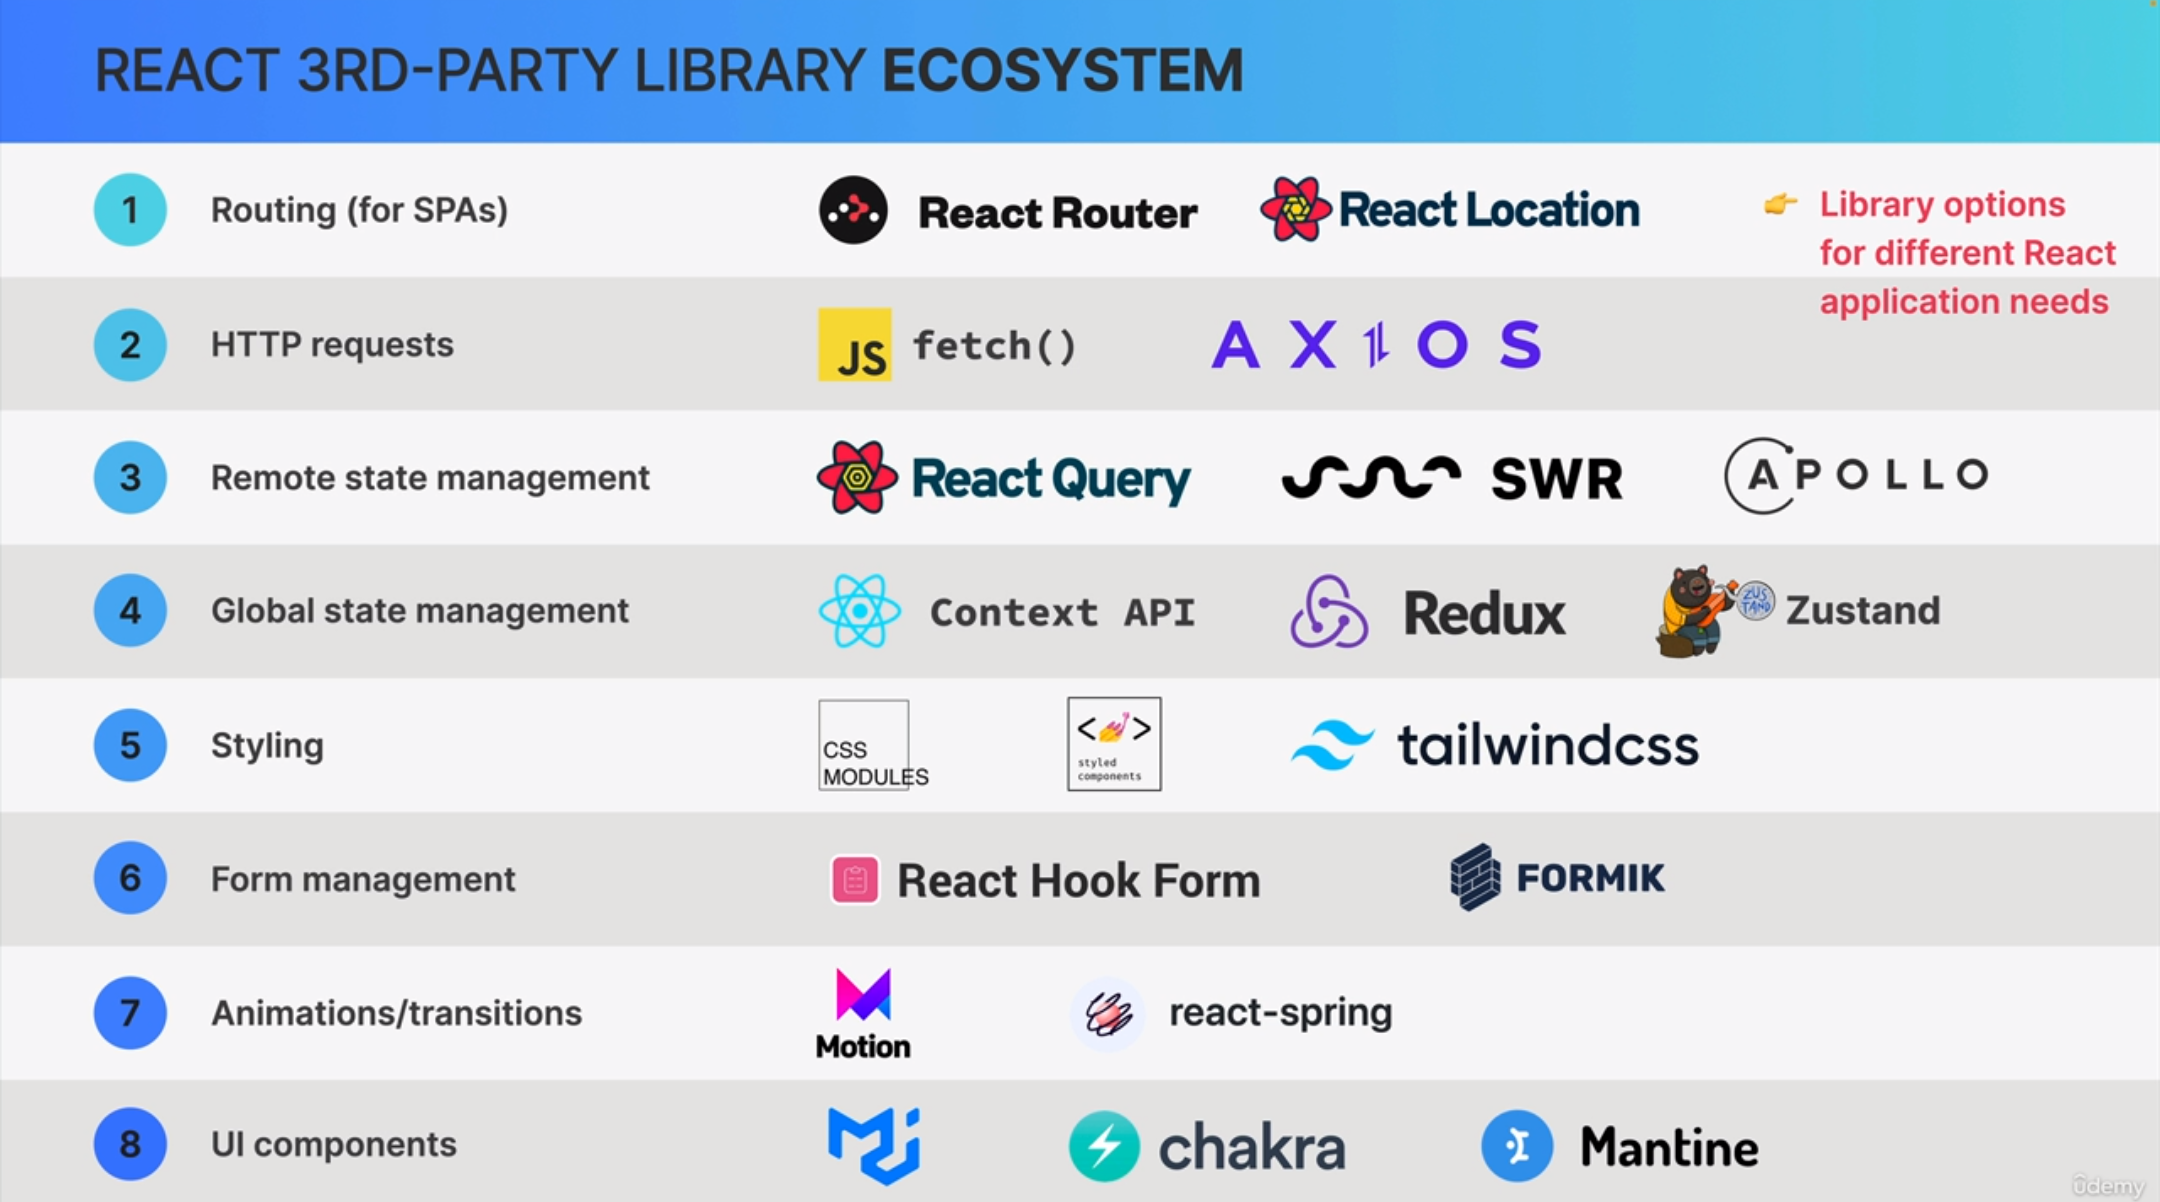 REACT 3RD-PARTY LIBRARY ECOSYSTEM
1 Routing (for SPAs) React Router React Location
👉 Library options
for different React
application needs
2 HTTP requests JS fetch() AXIOS
3 Remote state management React Query SWR APOLLO
4 Global state management Context API Redux ZUSTAND Zustand
5 Styling
CSS
MODULES
< 💅 >
styled
components
tailwindcss
6 Form management React Hook Form FORMIK
7 Animations/transitions Motion react-spring
8 UI components MUI chakra Mantine
ûdemy